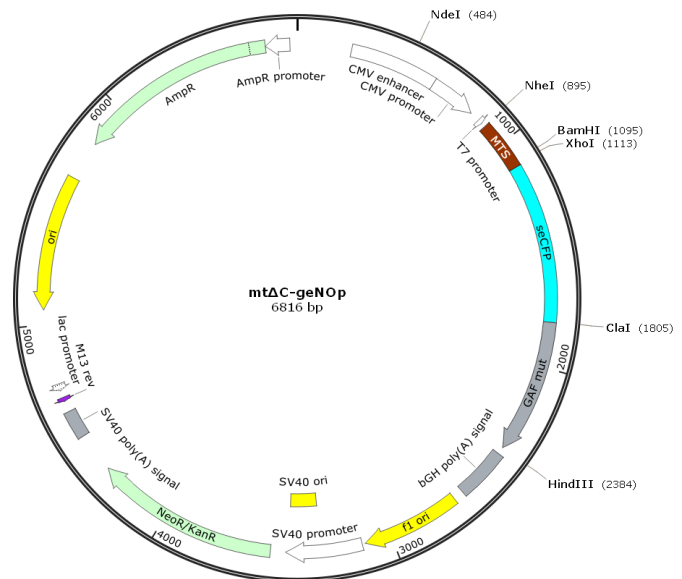 NdeI (484)
NheI (895)
1000
BamHI (1095)
XhoI (1113)
ClaI (1805)
2000
HindIII (2384)
3000
4000
5000
6000
CMV enhancer
CMV promoter
T7 promoter
MTS
seCFP
GAF mut
bGH poly(A) signal
f1 ori
SV40 promoter
SV40 ori
NeoR/KanR
SV40 poly(A) signal
M13 rev
lac promoter
ori
AmpR
AmpR promoter
mtΔC-geNOp
6816 bp